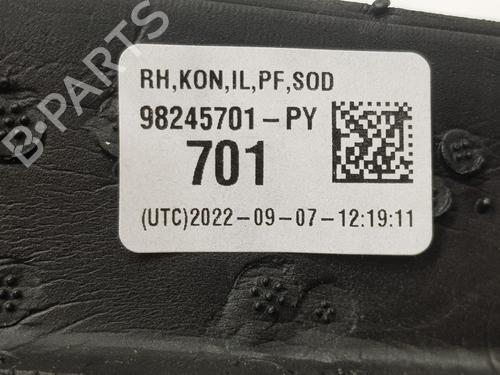 B-PARTS
RH,KON,IL,PF,SOD
98245701-PY
701
(UTC)2022-09-07-12:19:11